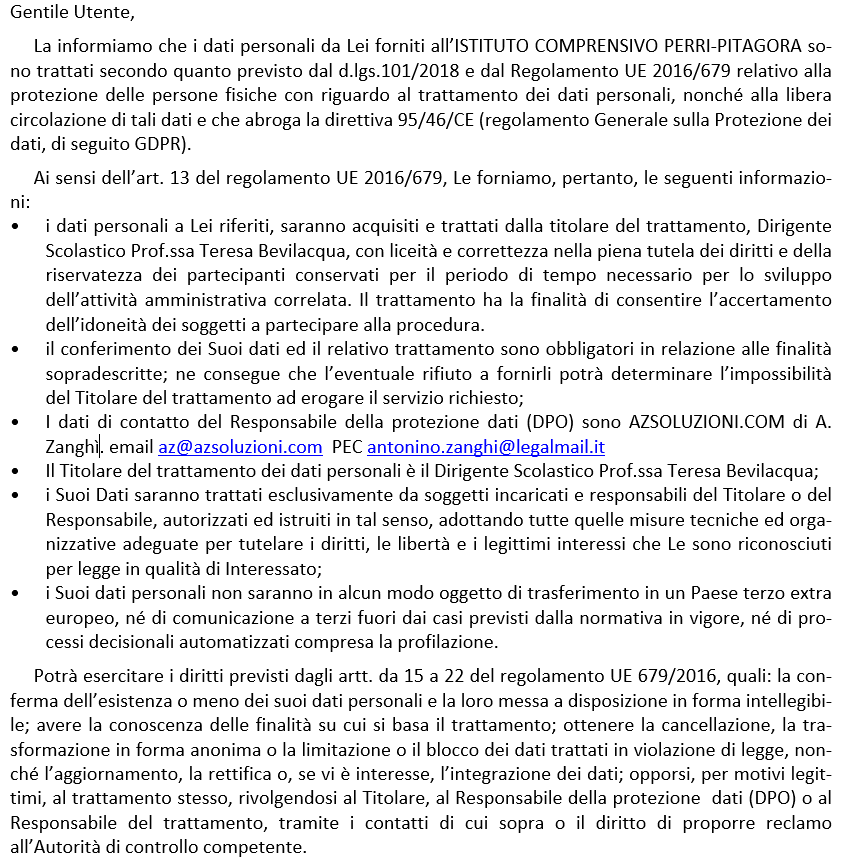 Gentile Utente,
La informiamo che i dati personali da Lei forniti all'ISTITUTO COMPRENSIVO PERRI-PITAGORA so-
no trattati secondo quanto previsto dal d.lgs.101/2018 e dal Regolamento UE 2016/679 relativo alla
protezione delle persone fisiche con riguardo al trattamento dei dati personali, nonché alla libera
circolazione di tali dati e che abroga la direttiva 95/46/CE (regolamento Generale sulla Protezione dei
dati, di seguito GDPR).
Ai sensi dell'art. 13 del regolamento UE 2016/679, Le forniamo, pertanto, le seguenti informazio-
ni:
• i dati personali a Lei riferiti, saranno acquisiti e trattati dalla titolare del trattamento, Dirigente
Scolastico Prof.ssa Teresa Bevilacqua, con liceità e correttezza nella piena tutela dei diritti e della
riservatezza dei partecipanti conservati per il periodo di tempo necessario per lo sviluppo
dell'attività amministrativa correlata. Il trattamento ha la finalità di consentire l'accertamento
dell'idoneità dei soggetti a partecipare alla procedura.
• il conferimento dei Suoi dati ed il relativo trattamento sono obbligatori in relazione alle finalità
sopradescritte; ne consegue che l'eventuale rifiuto a fornirli potrà determinare l'impossibilità
del Titolare del trattamento ad erogare il servizio richiesto;
• I dati di contatto del Responsabile della protezione dati (DPO) sono AZSOLUZIONI.COM di A.
Zanghì. email az@azsoluzioni.com PEC antonino.zanghi@legalmail.it
• Il Titolare del trattamento dei dati personali è il Dirigente Scolastico Prof.ssa Teresa Bevilacqua;
• i Suoi Dati saranno trattati esclusivamente da soggetti incaricati e responsabili del Titolare o del
Responsabile, autorizzati ed istruiti in tal senso, adottando tutte quelle misure tecniche ed orga-
nizzative adeguate per tutelare i diritti, le libertà e i legittimi interessi che Le sono riconosciuti
per legge in qualità di Interessato;
• i Suoi dati personali non saranno in alcun modo oggetto di trasferimento in un Paese terzo extra
europeo, né di comunicazione a terzi fuori dai casi previsti dalla normativa in vigore, né di pro-
cessi decisionali automatizzati compresa la profilazione.
Potrà esercitare i diritti previsti dagli artt. da 15 a 22 del regolamento UE 679/2016, quali: la con-
ferma dell'esistenza o meno dei suoi dati personali e la loro messa a disposizione in forma intellegibi-
le; avere la conoscenza delle finalità su cui si basa il trattamento; ottenere la cancellazione, la tra-
sformazione in forma anonima o la limitazione o il blocco dei dati trattati in violazione di legge, non-
ché l'aggiornamento, la rettifica o, se vi è interesse, l'integrazione dei dati; opporsi, per motivi legit-
timi, al trattamento stesso, rivolgendosi al Titolare, al Responsabile della protezione dati (DPO) o al
Responsabile del trattamento, tramite i contatti di cui sopra o il diritto di proporre reclamo
all'Autorità di controllo competente.